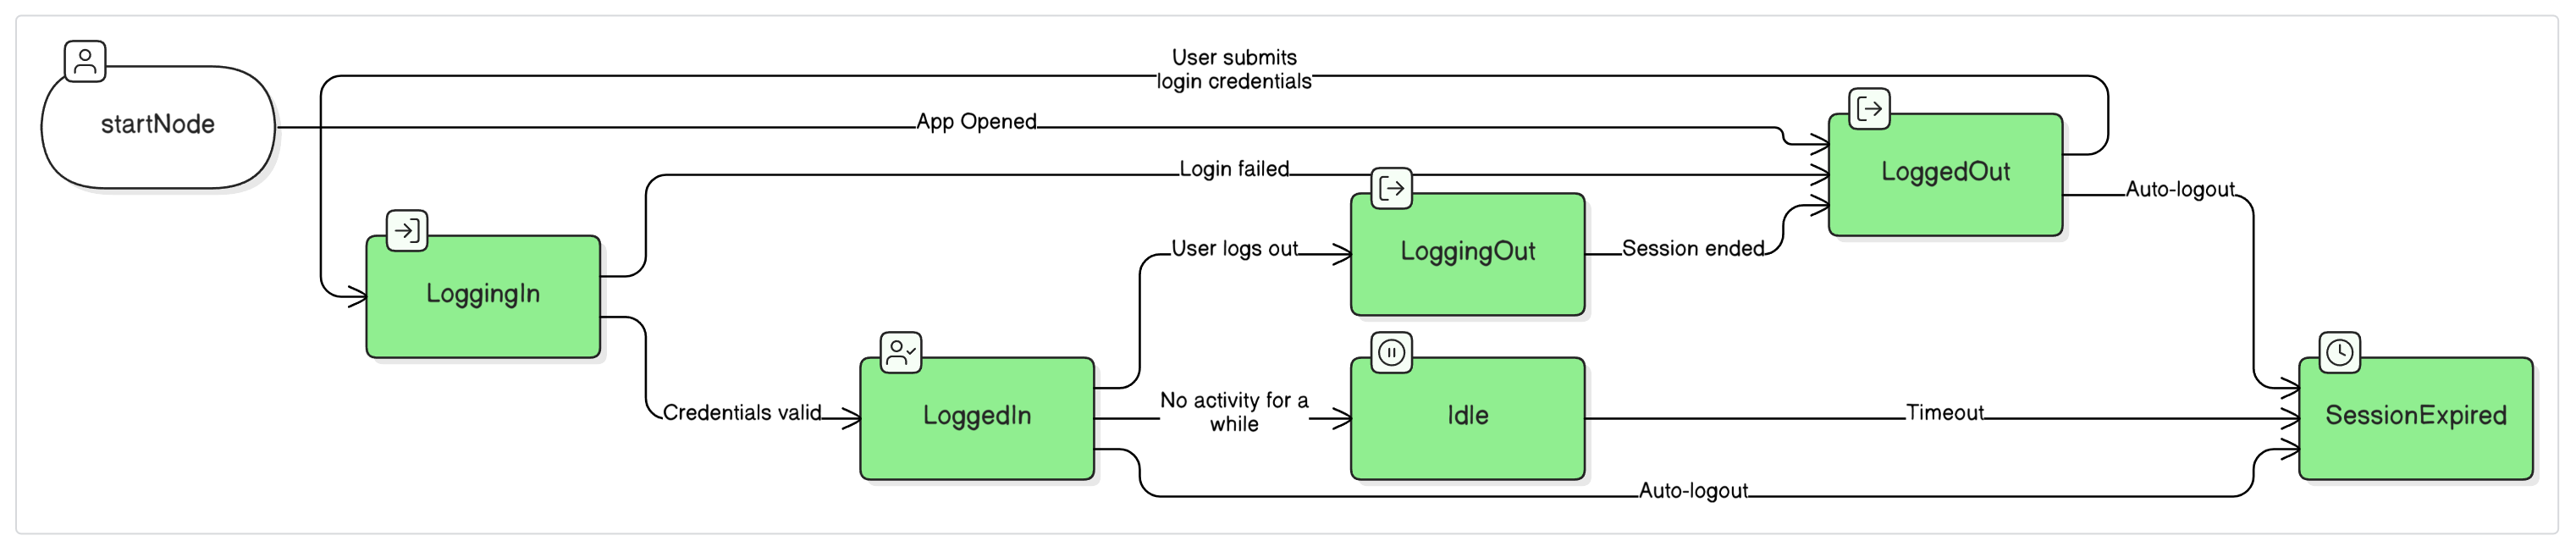 User submits
login credentials
startNode
App Opened
Login failed
LoggedOut
Auto-logout
User logs out
LoggingOut
Session ended
LoggingIn
Credentials valid
LoggedIn
No activity for a
while
Idle
Timeout
SessionExpired
Auto-logout